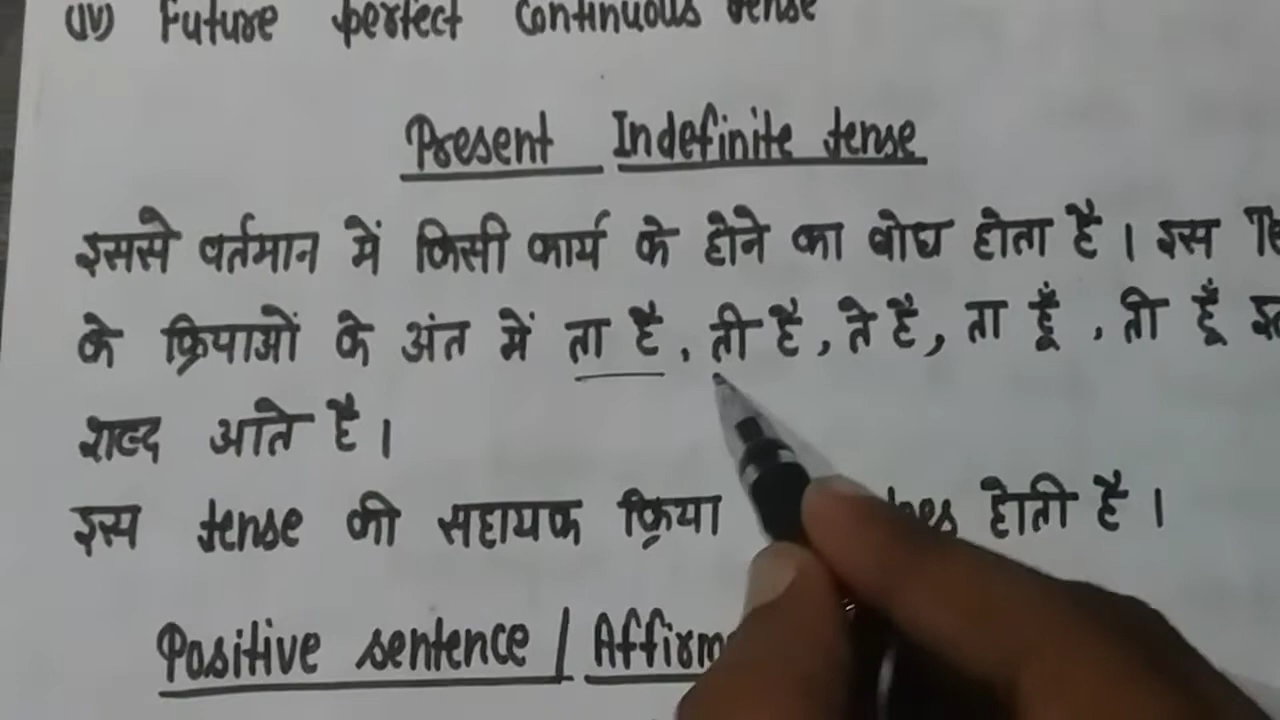 (iv) Future perfect Continuous tense
Present Indefinite tense
इससे वर्तमान में किसी कार्य के होने का बोध होता है। इस
के क्रियाओं के अंत में ता है, ती है, ते है, ता हूँ, ती हूँ
शब्द आते है।
इस tense की सहायक क्रिया होती है।
Positive sentence /